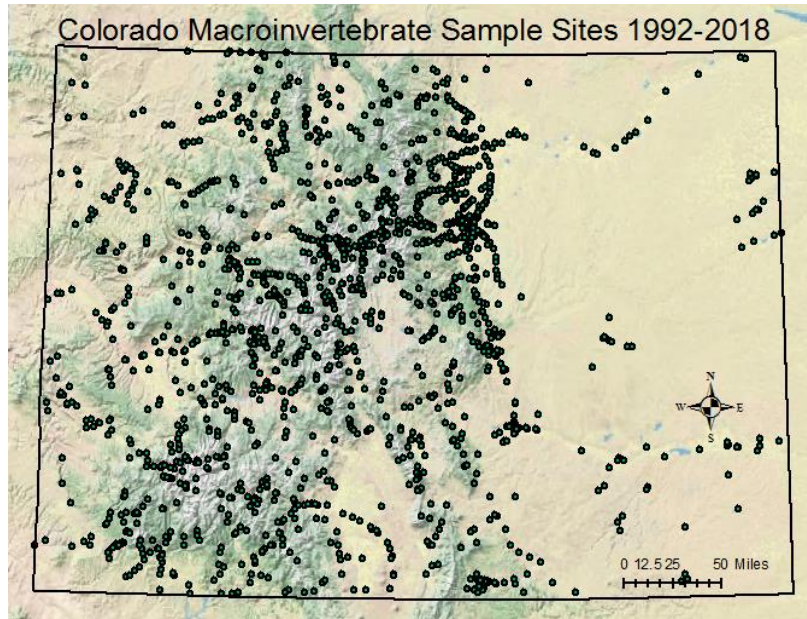 Colorado Macroinvertebrate Sample Sites 1992-2018
N
W E
S
0 12.5 25 50 Miles